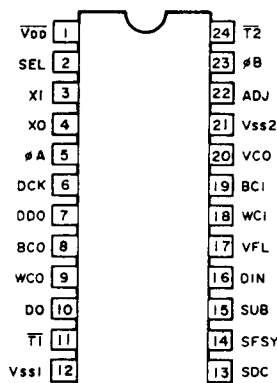 V̅D̅D̅ 1 24 T̅2̅
SEL 2 23 øB
XI 3 22 ADJ
XO 4 21 Vss2
øA 5 20 VCO
DCK 6 19 BCI
DDO 7 18 WCI
BCO 8 17 VFL
WCO 9 16 DIN
DO 10 15 SUB
T̅1̅ 11 14 SFSY
Vss1 12 13 SDC